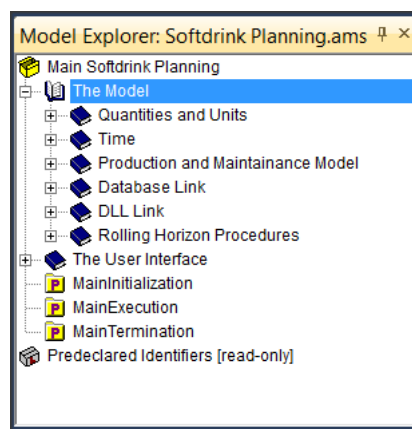 Model Explorer: Softdrink Planning.ams
Main Softdrink Planning
The Model
Quantities and Units
Time
Production and Maintainance Model
Database Link
DLL Link
Rolling Horizon Procedures
The User Interface
P MainInitialization
P MainExecution
P MainTermination
Predeclared Identifiers [read-only]